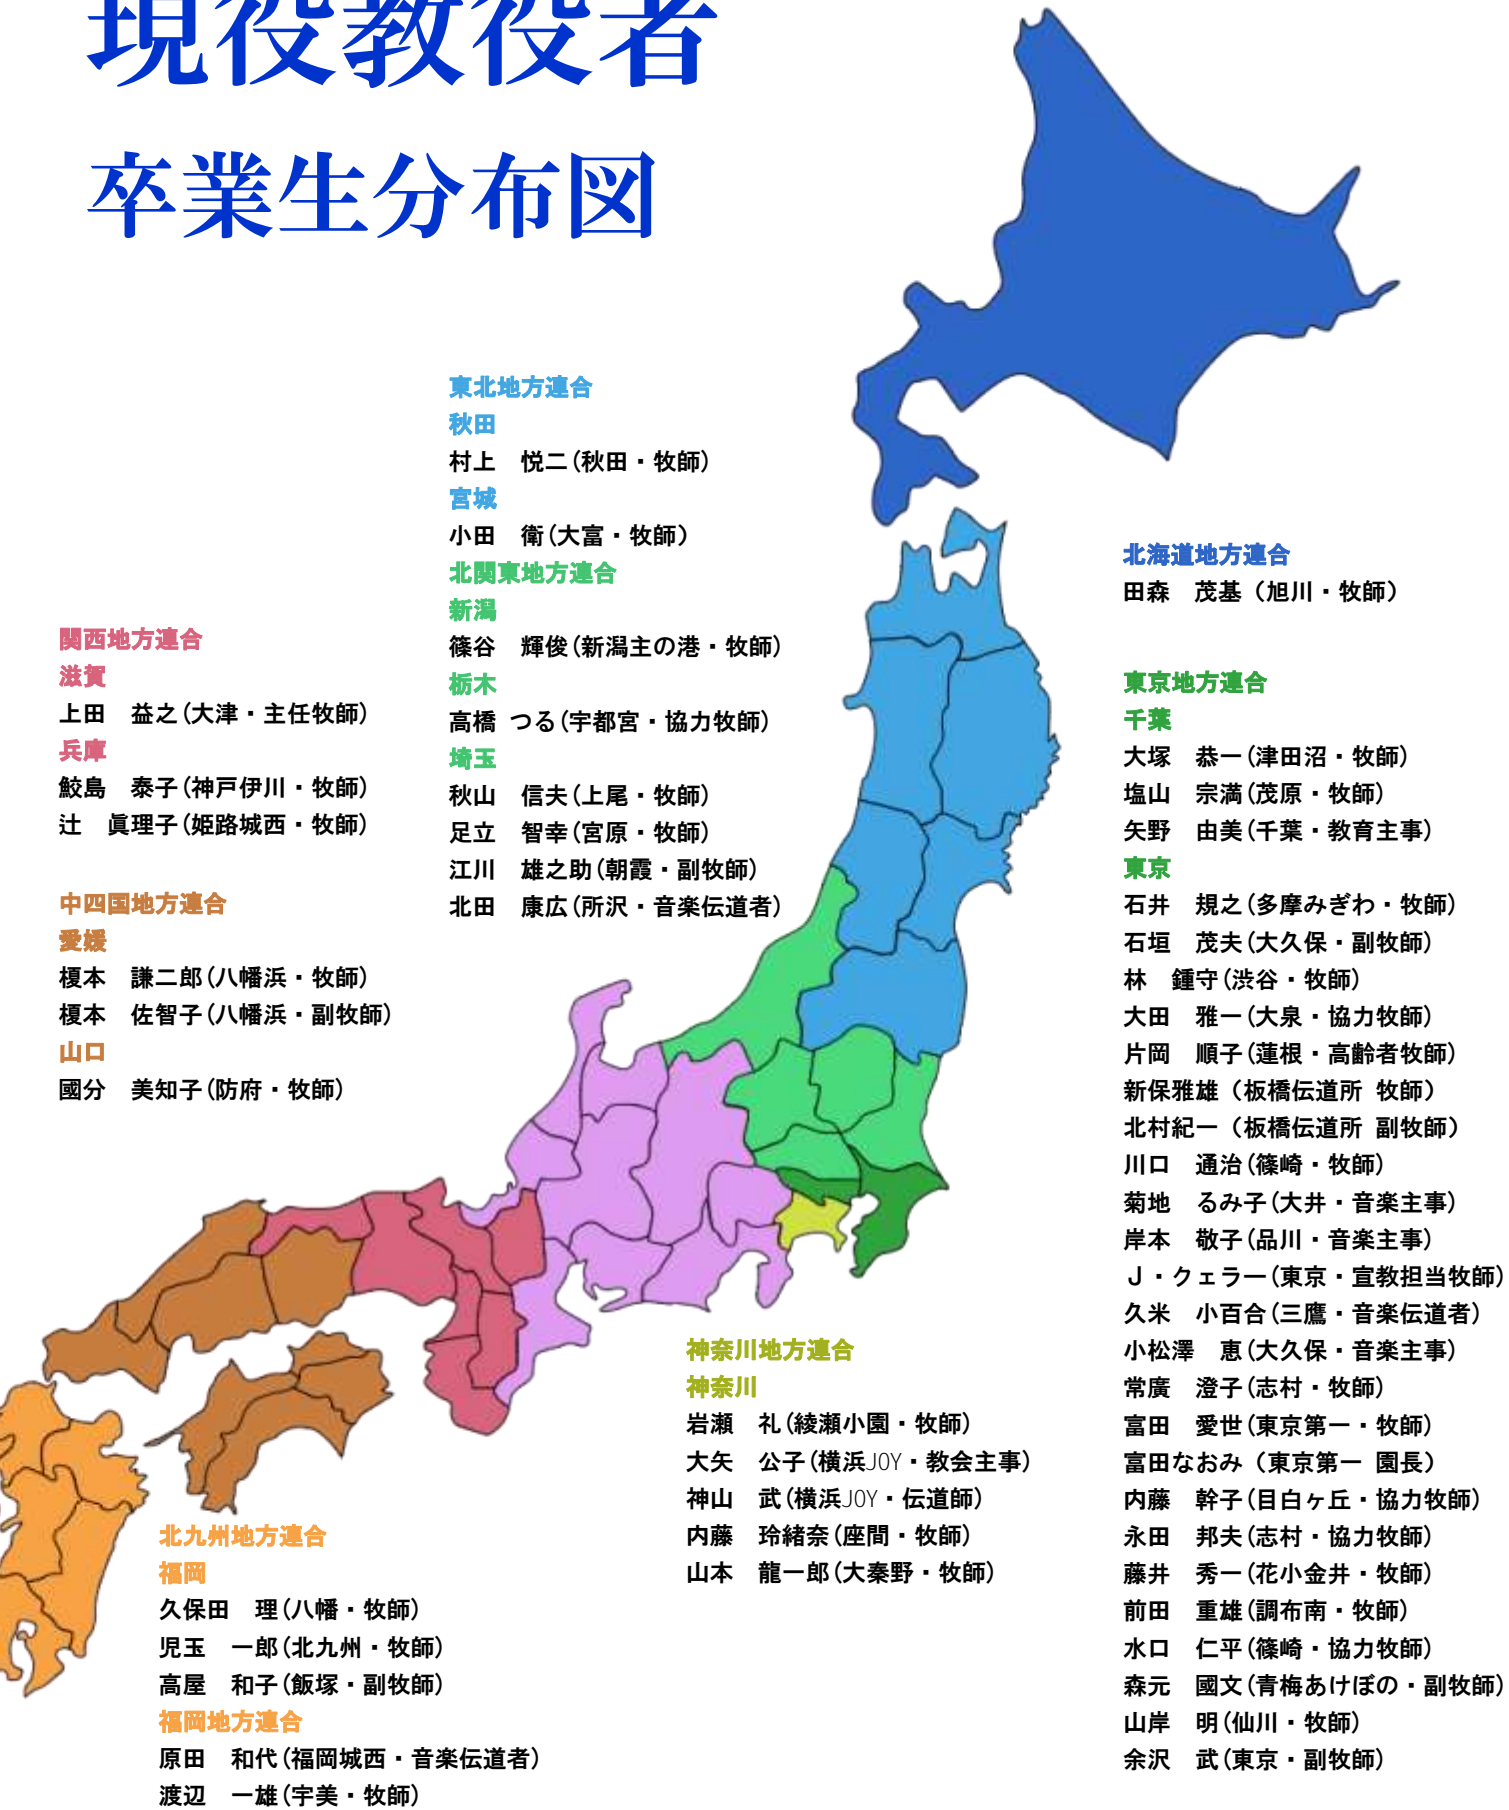 現役教役者
卒業生分布図
東北地方連合
秋田
村上　悦二(秋田・牧師)
宮城
小田　衛(大富・牧師)
北関東地方連合
新潟
篠谷　輝俊(新潟主の港・牧師)
栃木
高橋 つる(宇都宮・協力牧師)
埼玉
秋山　信夫(上尾・牧師)
足立　智幸(宮原・牧師)
江川　雄之助(朝霞・副牧師)
北田　康広(所沢・音楽伝道者)
関西地方連合
滋賀
上田　益之(大津・主任牧師)
兵庫
鮫島　泰子(神戸伊川・牧師)
辻　眞理子(姫路城西・牧師)
中四国地方連合
愛媛
榎本　謙二郎(八幡浜・牧師)
榎本　佐智子(八幡浜・副牧師)
山口
國分　美知子(防府・牧師)
北海道地方連合
田森　茂基（旭川・牧師）
東京地方連合
千葉
大塚　恭一(津田沼・牧師)
塩山　宗満(茂原・牧師)
矢野　由美(千葉・教育主事)
東京
石井　規之(多摩みぎわ・牧師)
石垣　茂夫(大久保・副牧師)
林　鍾守(渋谷・牧師)
大田　雅一(大泉・協力牧師)
片岡　順子(蓮根・高齢者牧師)
新保雅雄（板橋伝道所 牧師）
北村紀一（板橋伝道所 副牧師）
川口　通治(篠崎・牧師)
菊地　るみ子(大井・音楽主事)
岸本　敬子(品川・音楽主事)
Ｊ・クェラー(東京・宣教担当牧師)
久米　小百合(三鷹・音楽伝道者)
小松澤　恵(大久保・音楽主事)
常廣　澄子(志村・牧師)
富田　愛世(東京第一・牧師)
富田なおみ（東京第一 園長）
内藤　幹子(目白ヶ丘・協力牧師)
永田　邦夫(志村・協力牧師)
藤井　秀一(花小金井・牧師)
前田　重雄(調布南・牧師)
水口　仁平(篠崎・協力牧師)
森元　國文(青梅あけぼの・副牧師)
山岸　明(仙川・牧師)
余沢　武(東京・副牧師)
神奈川地方連合
神奈川
岩瀬　礼(綾瀬小園・牧師)
大矢　公子(横浜JOY・教会主事)
神山　武(横浜JOY・伝道師)
内藤　玲緒奈(座間・牧師)
山本　龍一郎(大秦野・牧師)
北九州地方連合
福岡
久保田　理(八幡・牧師)
児玉　一郎(北九州・牧師)
高屋　和子(飯塚・副牧師)
福岡地方連合
原田　和代(福岡城西・音楽伝道者)
渡辺　一雄(宇美・牧師)